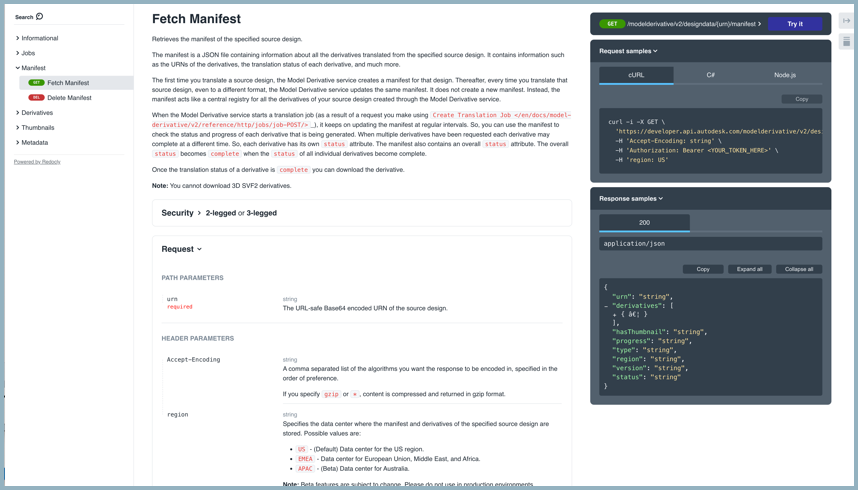 Search
Informational
Jobs
Manifest
GET Fetch Manifest
DEL Delete Manifest
Derivatives
Thumbnails
Metadata
Powered by Redocly
Fetch Manifest
Retrieves the manifest of the specified source design.
The manifest is a JSON file containing information about all the derivatives translated from the specified source design. It contains information such
as the URNs of the derivatives, the translation status of each derivative, and much more.
The first time you translate a source design, the Model Derivative service creates a manifest for that design. Thereafter, every time you translate that
source design, even to a different format, the Model Derivative service updates the same manifest. It does not create a new manifest. Instead, the
manifest acts like a central registry for all the derivatives of your source design created through the Model Derivative service.
When the Model Derivative service starts a translation job (as a result of a request you make using Create Translation Job </en/docs/model-
derivative/v2/reference/http/jobs/job-POST/> _), it keeps on updating the manifest at regular intervals. So, you can use the manifest to
check the status and progress of each derivative that is being generated. When multiple derivatives have been requested each derivative may
complete at a different time. So, each derivative has its own status attribute. The manifest also contains an overall status attribute. The overall
status becomes complete when the status of all individual derivatives become complete.
Once the translation status of a derivative is complete you can download the derivative.
Note: You cannot download 3D SVF2 derivatives.
Security > 2-legged or 3-legged
Request
PATH PARAMETERS
urn
required
string
The URL-safe Base64 encoded URN of the source design.
HEADER PARAMETERS
Accept-Encoding
string
A comma separated list of the algorithms you want the response to be encoded in, specified in the
order of preference.
If you specify gzip or *, content is compressed and returned in gzip format.
region
string
Specifies the data center where the manifest and derivatives of the specified source design are
stored. Possible values are:
• US - (Default) Data center for the US region.
• EMEA - Data center for European Union, Middle East, and Africa.
• APAC - (Beta) Data center for Australia.
Note: Beta features are subject to change. Please do not use in production environments.
GET /modelderivative/v2/designdata/{urn}/manifest > Try it
Request samples
cURL C# Node.js
Copy
curl -i -X GET \
'https://developer.api.autodesk.com/modelderivative/v2/des
-H 'Accept-Encoding: string' \
-H 'Authorization: Bearer <YOUR_TOKEN_HERE>' \
-H 'region: US'
Response samples
200
application/json
Copy Expand all Collapse all
{
"urn": "string",
- "derivatives": [
+ { â€¦ }
],
"hasThumbnail": "string",
"progress": "string",
"type": "string",
"region": "string",
"version": "string",
"status": "string"
}